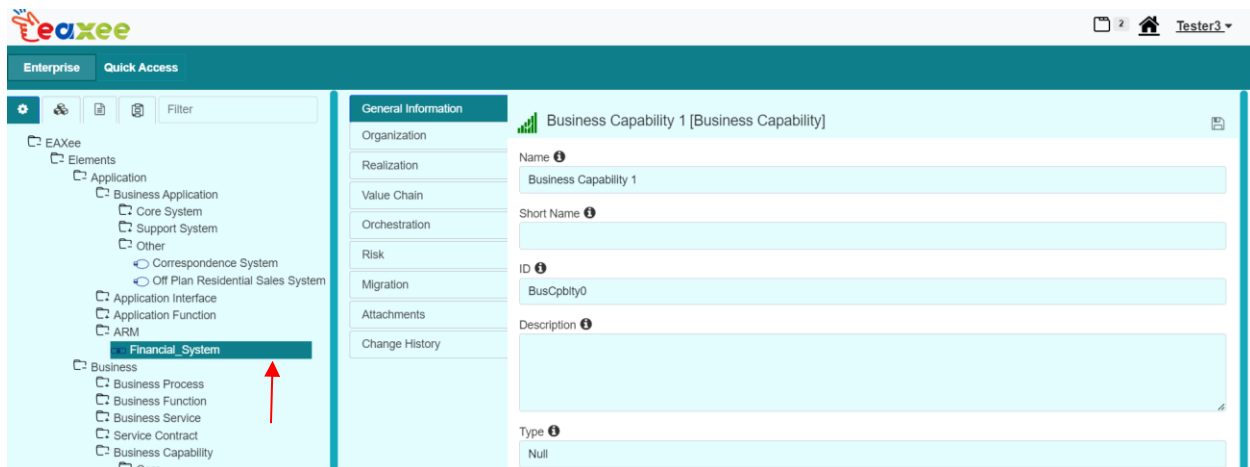 eaxee
2
Tester3
Enterprise
Quick Access
Filter
EAXee
Elements
Application
Business Application
Core System
Support System
Other
Correspondence System
Off Plan Residential Sales System
Application Interface
Application Function
ARM
Financial_System
Business
Business Process
Business Function
Business Service
Service Contract
Business Capability
General Information
Organization
Realization
Value Chain
Orchestration
Risk
Migration
Attachments
Change History
Business Capability 1 [Business Capability]
Name
Business Capability 1
Short Name
ID
BusCpblty0
Description
Type
Null